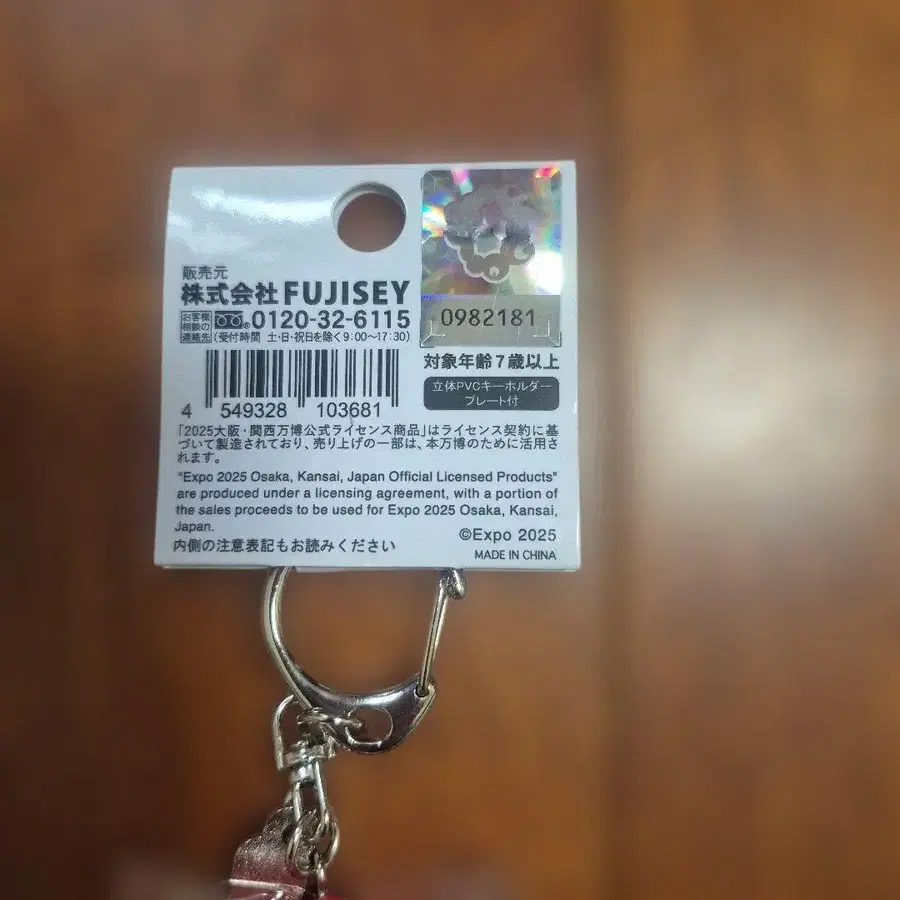 販売元
株式会社FUJISEY
お客様相談の連絡先 0120-32-6115
(受付時間 土・日・祝日を除く9:00〜17:30)
4 549328 103681
0982181
対象年齢7歳以上
立体PVCキーホルダー
プレート付
「2025大阪・関西万博公式ライセンス商品」はライセンス契約に基
づいて製造されており、売り上げの一部は、本万博のために活用さ
れます。
"Expo 2025 Osaka, Kansai, Japan Official Licensed Products"
are produced under a licensing agreement, with a portion of
the sales proceeds to be used for Expo 2025 Osaka, Kansai,
Japan.
内側の注意表記もお読みください
©Expo 2025
MADE IN CHINA